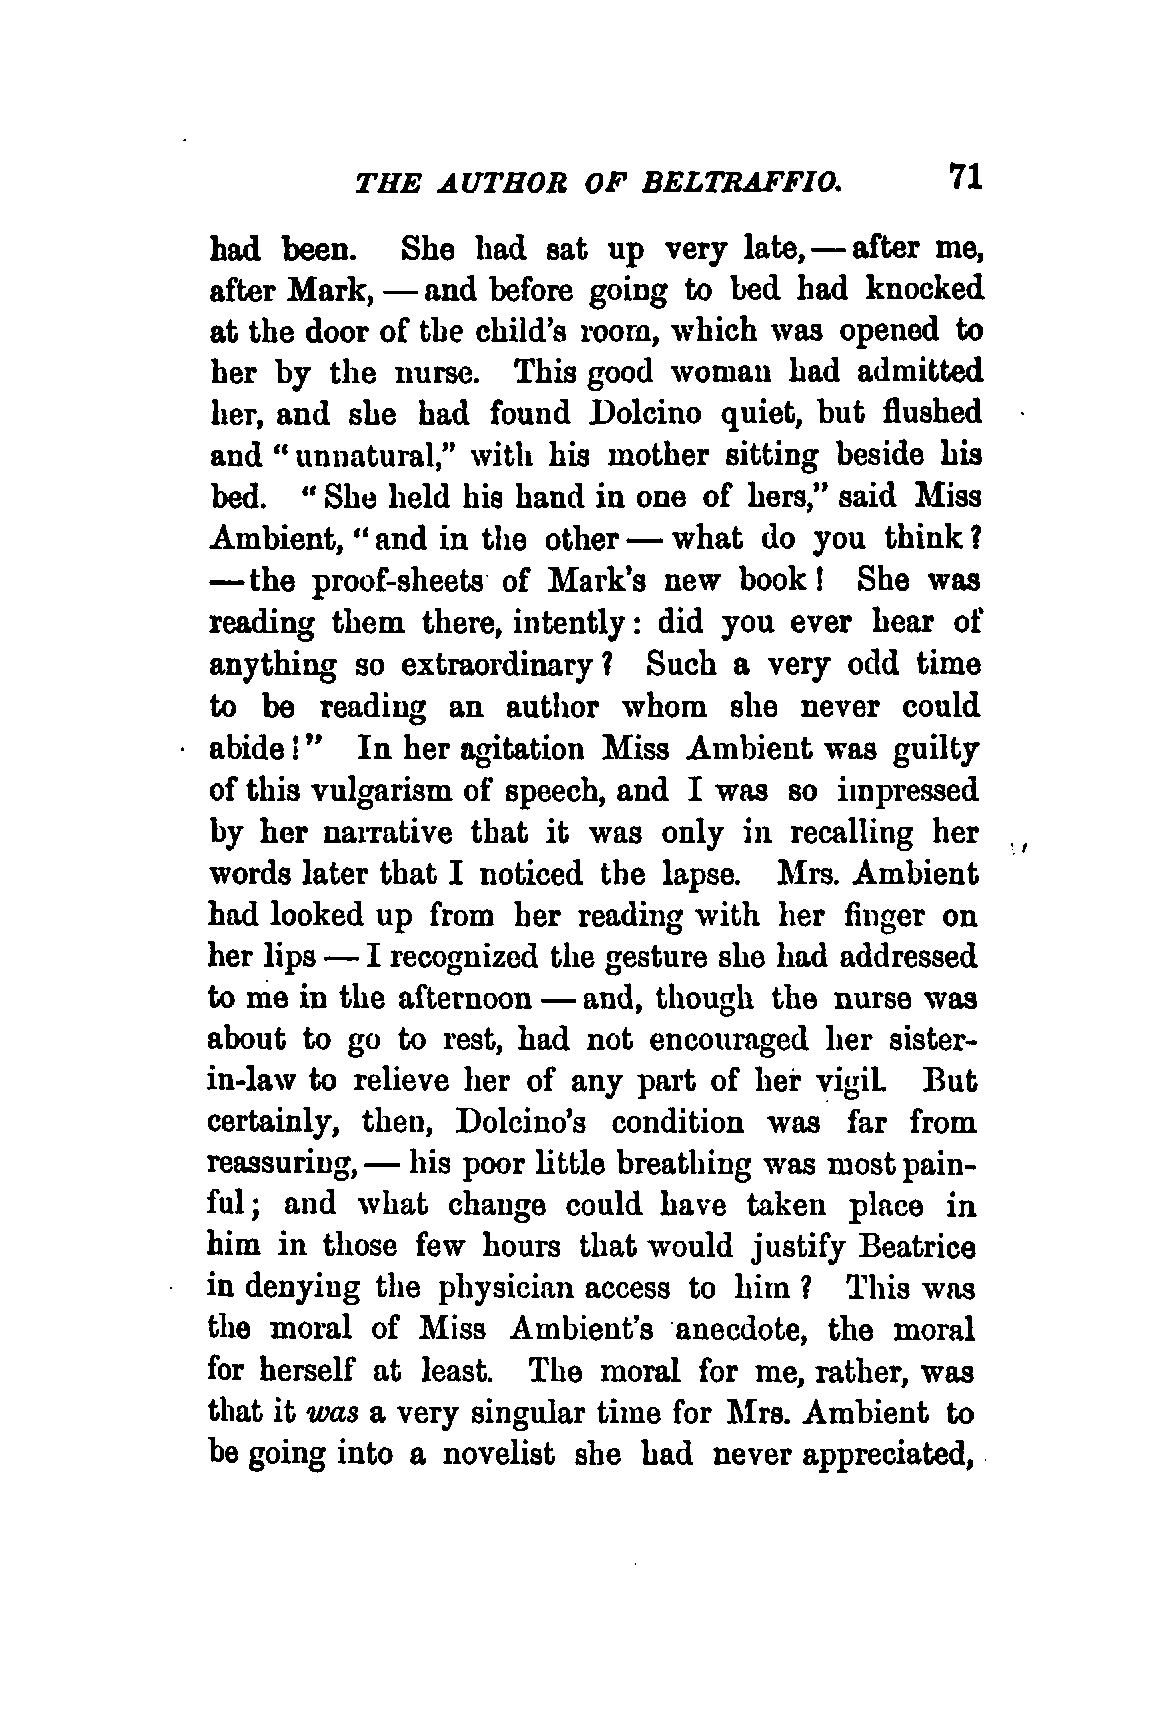 THE AUTHOR OF BELTRAFFIO. 71
had been. She had sat up very late,—after me,
after Mark, —and before going to bed had knocked
at the door of the child's room, which was opened to
her by the nurse. This good woman had admitted
her, and she had found Dolcino quiet, but flushed
and "unnatural," with his mother sitting beside his
bed. "She held his hand in one of hers," said Miss
Ambient, "and in the other — what do you think?
—the proof-sheets of Mark's new book! She was
reading them there, intently: did you ever hear of
anything so extraordinary? Such a very odd time
to be reading an author whom she never could
abide!" In her agitation Miss Ambient was guilty
of this vulgarism of speech, and I was so impressed
by her narrative that it was only in recalling her
words later that I noticed the lapse. Mrs. Ambient
had looked up from her reading with her finger on
her lips — I recognized the gesture she had addressed
to me in the afternoon — and, though the nurse was
about to go to rest, had not encouraged her sister-
in-law to relieve her of any part of her vigil. But
certainly, then, Dolcino's condition was far from
reassuring,— his poor little breathing was most pain-
ful; and what change could have taken place in
him in those few hours that would justify Beatrice
in denying the physician access to him? This was
the moral of Miss Ambient's anecdote, the moral
for herself at least. The moral for me, rather, was
that it was a very singular time for Mrs. Ambient to
be going into a novelist she had never appreciated,